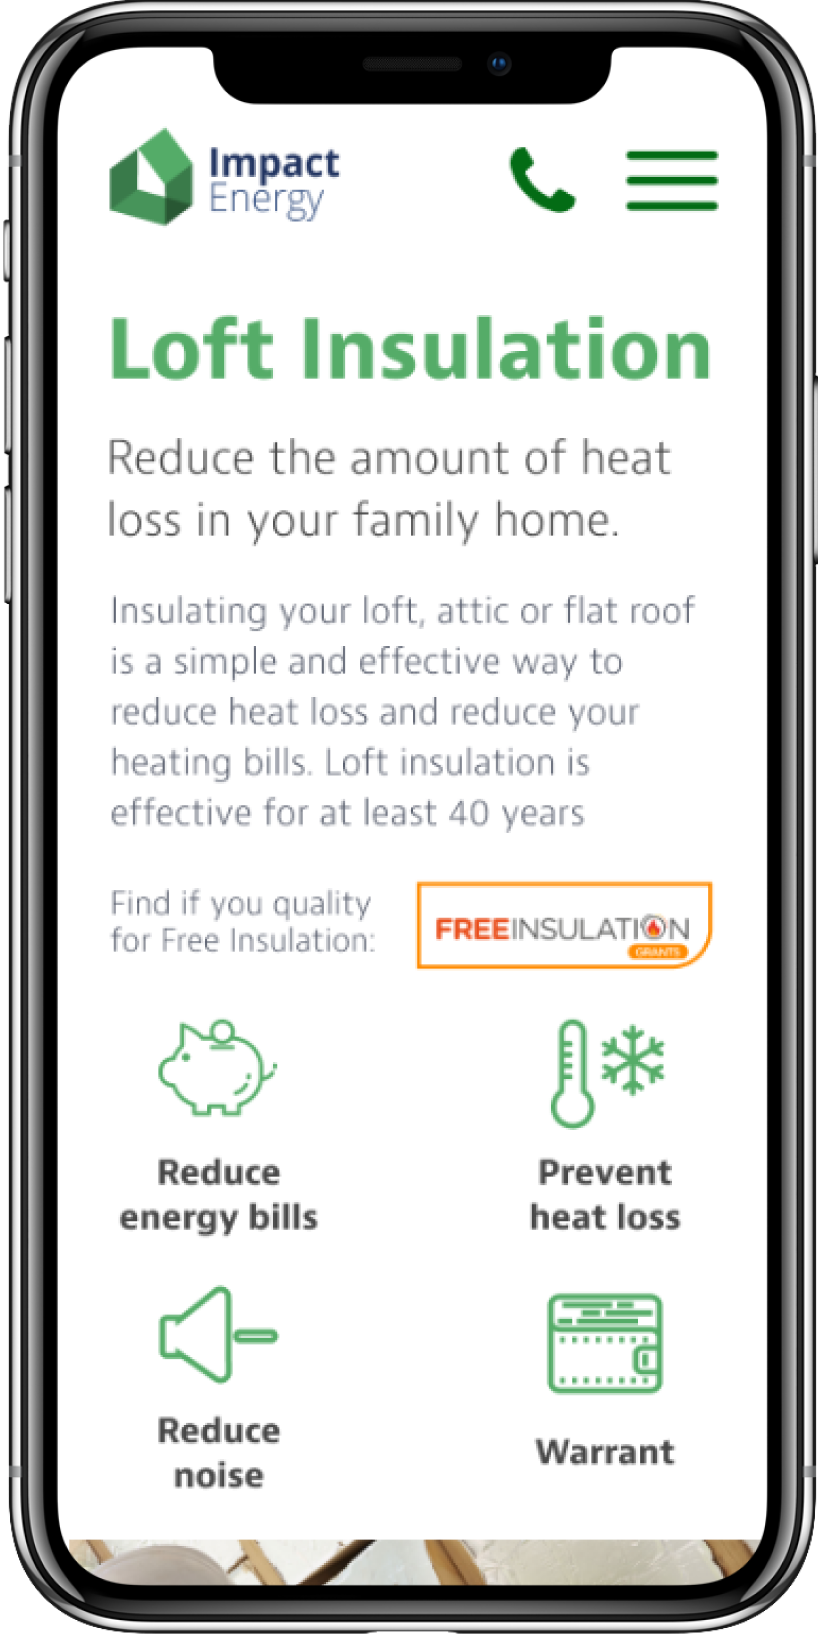 Impact
Energy
Loft Insulation
Reduce the amount of heat
loss in your family home.
Insulating your loft, attic or flat roof
is a simple and effective way to
reduce heat loss and reduce your
heating bills. Loft insulation is
effective for at least 40 years
Find if you quality
for Free Insulation:
FREEINSULATION
GRANTS
Reduce
energy bills
Prevent
heat loss
Reduce
noise
Warrant